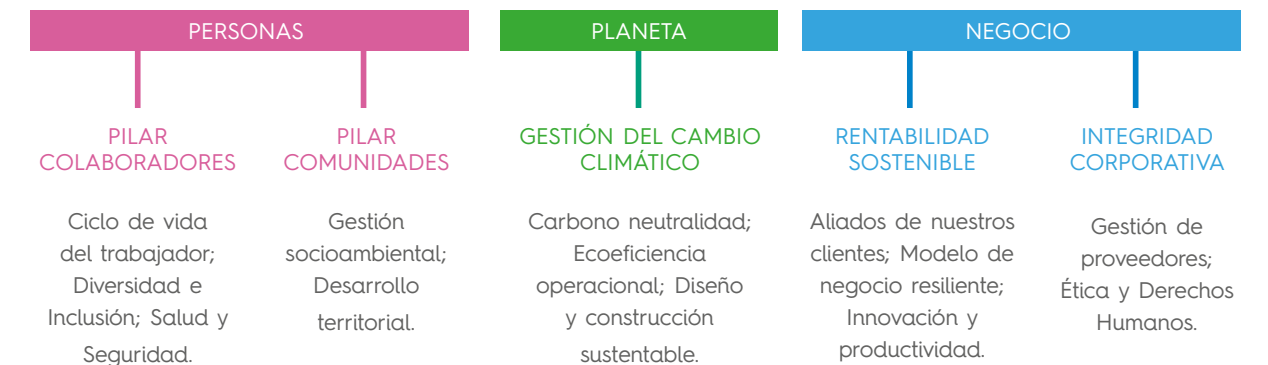 PERSONAS
PILAR
COLABORADORES
Ciclo de vida
del trabajador;
Diversidad e
Inclusión; Salud y
Seguridad.
PILAR
COMUNIDADES
Gestión
socioambiental;
Desarrollo
territorial.
PLANETA
GESTIÓN DEL CAMBIO
CLIMÁTICO
Carbono neutralidad;
Ecoeficiencia
operacional; Diseño
y construcción
sustentable.
NEGOCIO
RENTABILIDAD
SOSTENIBLE
Aliados de nuestros
clientes; Modelo de
negocio resiliente;
Innovación y
productividad.
INTEGRIDAD
CORPORATIVA
Gestión de
proveedores;
Ética y Derechos
Humanos.